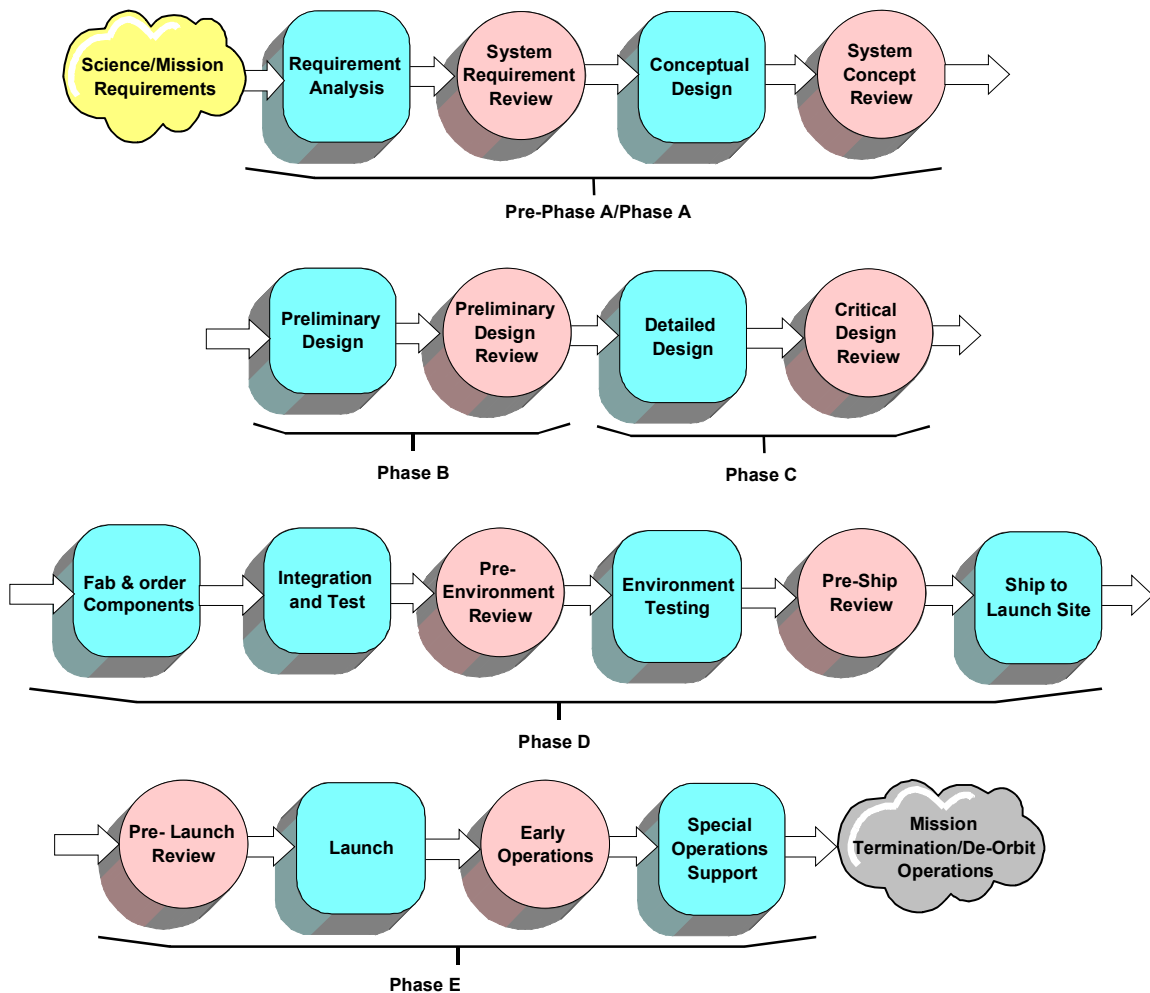 Science/Mission
Requirements
Requirement
Analysis
System
Requirement
Review
Conceptual
Design
System
Concept
Review
Pre-Phase A/Phase A
Preliminary
Design
Preliminary
Design
Review
Detailed
Design
Critical
Design
Review
Phase B
Phase C
Fab & order
Components
Integration
and Test
Pre-
Environment
Review
Environment
Testing
Pre-Ship
Review
Ship to
Launch Site
Phase D
Pre- Launch
Review
Launch
Early
Operations
Special
Operations
Support
Mission
Termination/De-Orbit
Operations
Phase E